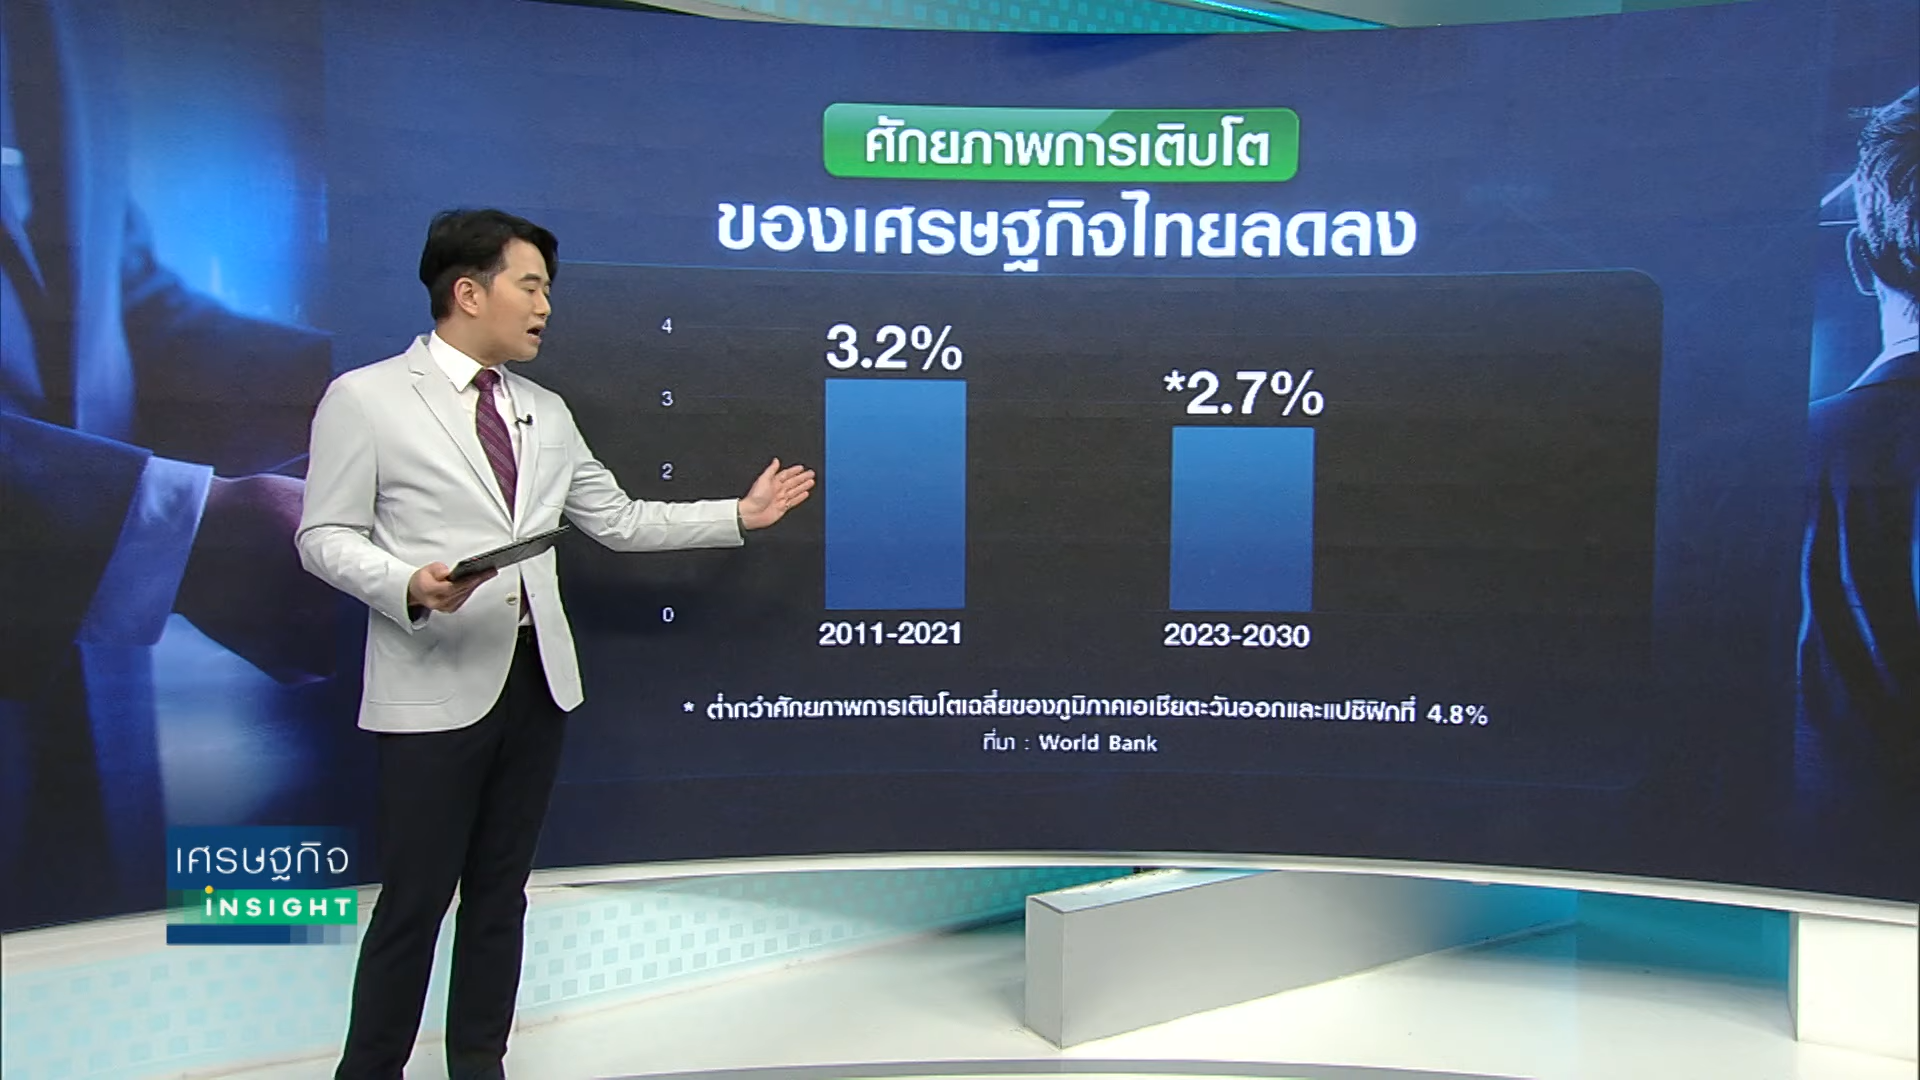 ศักยภาพการเติบโต
ของเศรษฐกิจไทยลดลง
4
3
2
0
3.2%
*2.7%
2011-2021
2023-2030
* ต่ำกว่าศักยภาพการเติบโตเฉลี่ยของภูมิภาคเอเชียตะวันออกและแปซิฟิกที่ 4.8%
ที่มา : World Bank
เศรษฐกิจ
iNSIGHT